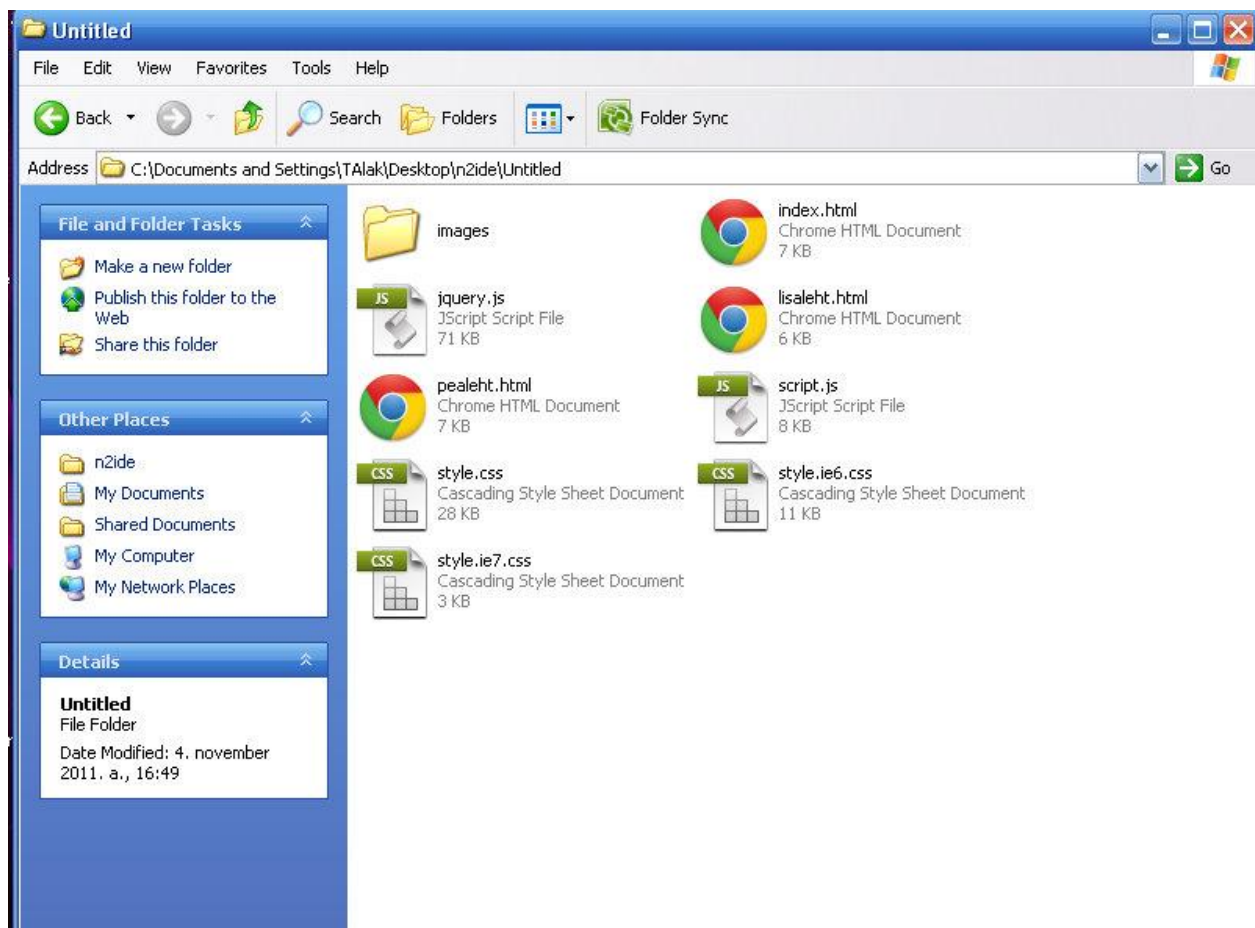 Untitled
File Edit View Favorites Tools Help
Back Search Folders Folder Sync
Address C:\Documents and Settings\TAlak\Desktop\n2ide\Untitled Go
File and Folder Tasks
Make a new folder
Publish this folder to the
Web
Share this folder
Other Places
n2ide
My Documents
Shared Documents
My Computer
My Network Places
Details
Untitled
File Folder
Date Modified: 4. november
2011. a., 16:49
images
index.html
Chrome HTML Document
7 KB
JS
jquery.js
JScript Script File
71 KB
lisaleht.html
Chrome HTML Document
6 KB
pealeht.html
Chrome HTML Document
7 KB
JS
script.js
JScript Script File
8 KB
CSS
style.css
Cascading Style Sheet Document
28 KB
CSS
style.ie6.css
Cascading Style Sheet Document
11 KB
CSS
style.ie7.css
Cascading Style Sheet Document
3 KB